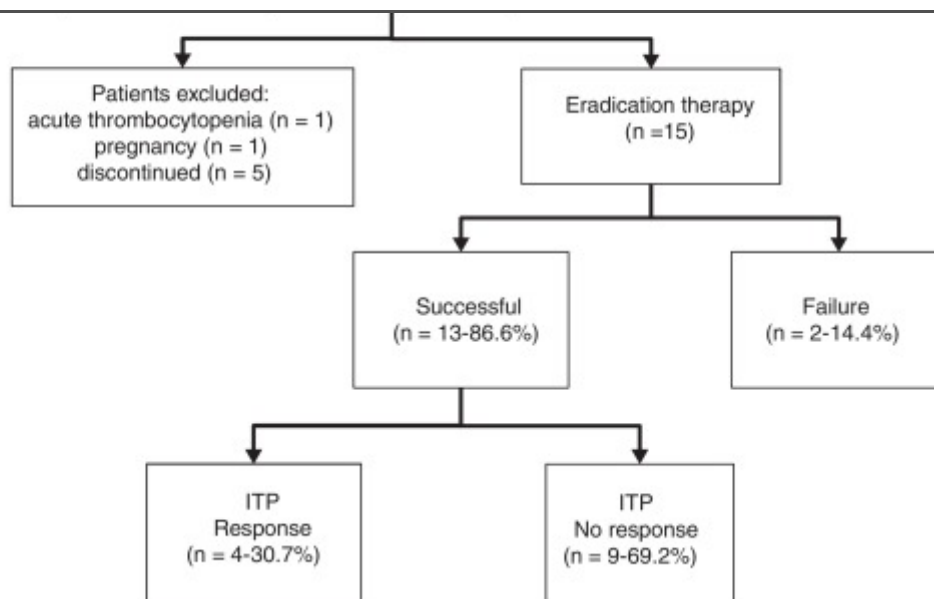 Patients excluded:
acute thrombocytopenia (n = 1)
pregnancy (n = 1)
discontinued (n = 5)
Eradication therapy
(n =15)
Successful
(n = 13-86.6%)
Failure
(n = 2-14.4%)
ITP
Response
(n = 4-30.7%)
ITP
No response
(n = 9-69.2%)